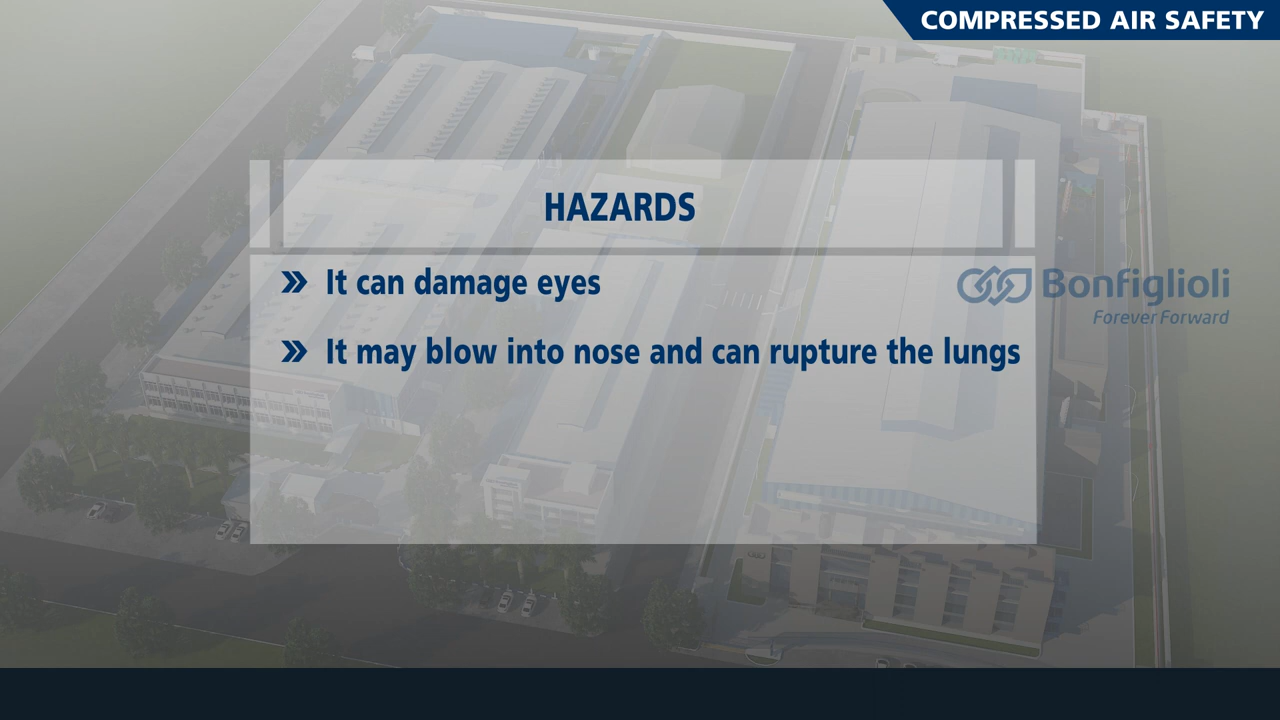 COMPRESSED AIR SAFETY
HAZARDS
» It can damage eyes
» It may blow into nose and can rupture the lungs
Bonfiglioli
Forever Forward